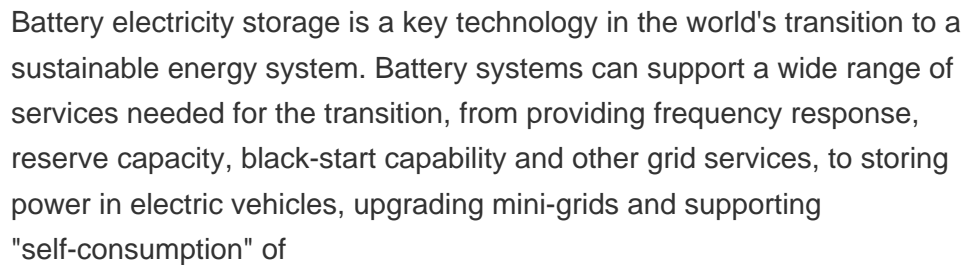 Battery electricity storage is a key technology in the world's transition to a
sustainable energy system. Battery systems can support a wide range of
services needed for the transition, from providing frequency response,
reserve capacity, black-start capability and other grid services, to storing
power in electric vehicles, upgrading mini-grids and supporting
"self-consumption" of